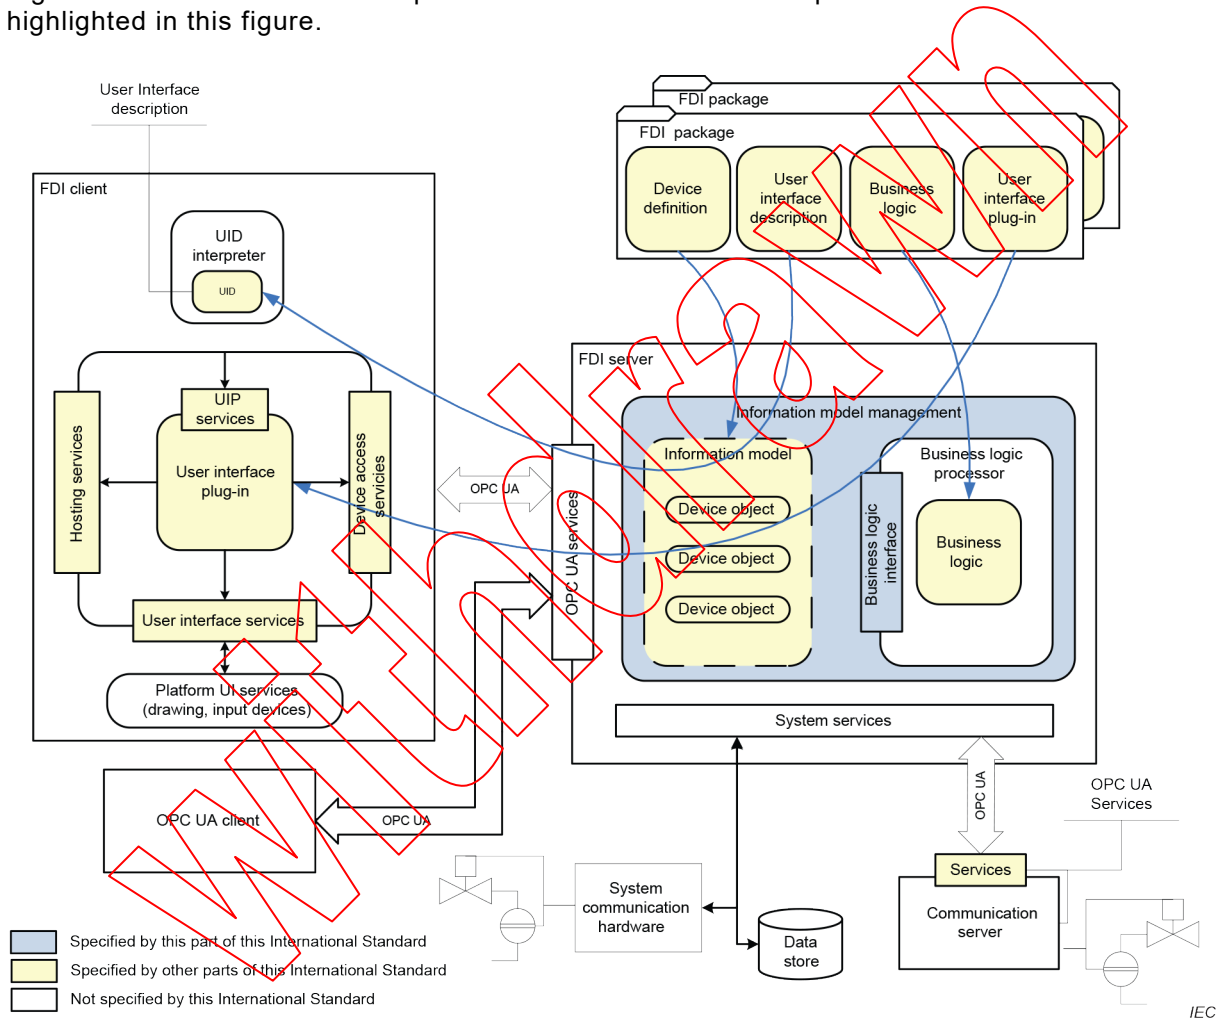 highlighted in this figure.
User Interface
description
FDI package
FDI package
Device
definition
User
interface
description
Business
logic
User
interface
plug-in
FDI client
UID
interpreter
UID
UIP
services
User interface
plug-in
Hosting services
Device access
servicies
User interface services
Platform UI services
(drawing, input devices)
OPC UA
OPC UA services
FDI server
Information model management
Information model
Device object
Device object
Device object
Business logic
processor
Business logic
interface
Business
logic
System services
OPC UA client
OPC UA
OPC UA
OPC UA
Services
Services
Communication
server
System
communication
hardware
Data
store
Specified by this part of this International Standard
Specified by other parts of this International Standard
Not specified by this International Standard
IEC